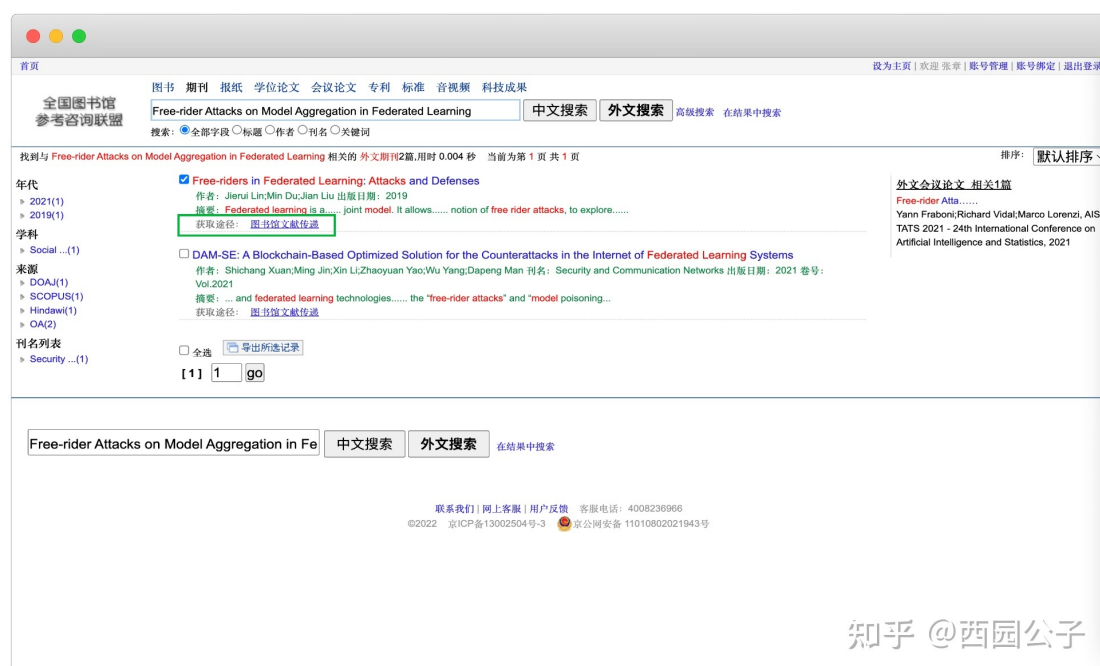 首页
设为主页 | 欢迎 张章 | 账号管理 | 账号绑定 | 退出登录
全国图书馆
参考咨询联盟
图书 期刊 报纸 学位论文 会议论文 专利 标准 音视频 科技成果
Free-rider Attacks on Model Aggregation in Federated Learning 中文搜索 外文搜索 高级搜索 在结果中搜索
搜索: 全部字段 标题 作者 刊名 关键词
找到与 Free-rider Attacks on Model Aggregation in Federated Learning 相关的 外文期刊2篇,用时 0.004 秒 当前为第 1 页 共 1 页
排序: 默认排序
年代
2021(1)
2019(1)
学科
Social ...(1)
来源
DOAJ(1)
SCOPUS(1)
Hindawi(1)
OA(2)
刊名列表
Security ...(1)
Free-riders in Federated Learning: Attacks and Defenses
作者: Jierui Lin;Min Du;Jian Liu 出版日期: 2019
摘要: Federated learning is a...... joint model. It allows...... notion of free rider attacks, to explore......
获取途径: 图书馆文献传递
DAM-SE: A Blockchain-Based Optimized Solution for the Counterattacks in the Internet of Federated Learning Systems
作者: Shichang Xuan;Ming Jin;Xin Li;Zhaoyuan Yao;Wu Yang;Dapeng Man 刊名: Security and Communication Networks 出版日期: 2021 卷号:
Vol.2021
摘要: ... and federated learning technologies...... the “free-rider attacks” and “model poisoning...
获取途径: 图书馆文献传递
全选 导出所选记录
[ 1 ] 1 go
外文会议论文 相关1篇
Free-rider Atta……
Yann Fraboni;Richard Vidal;Marco Lorenzi, AIS
TATS 2021 - 24th International Conference on
Artificial Intelligence and Statistics, 2021
Free-rider Attacks on Model Aggregation in Fe 中文搜索 外文搜索 在结果中搜索
联系我们 | 网上客服 | 用户反馈 客服电话: 4008236966
©2022 京ICP备13002504号-3 京公网安备 11010802021943号
知乎 @西园公子